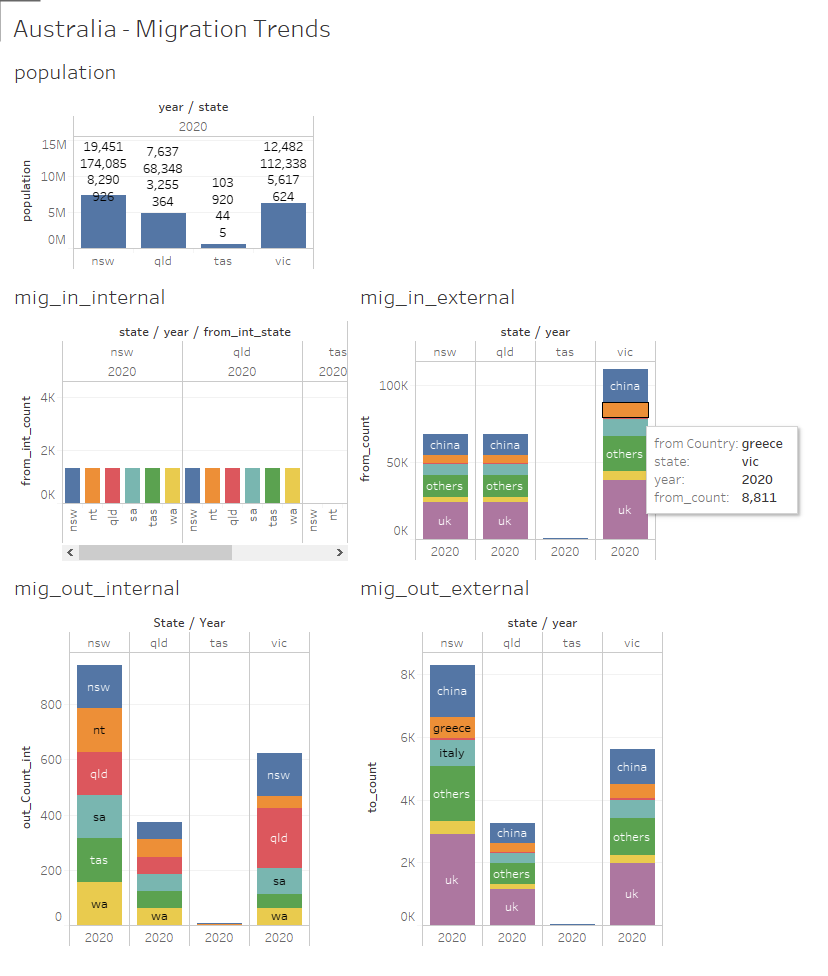 Australia - Migration Trends
population
year / state
2020
15M
10M
5M
0M
population
19,451
174,085
8,290
926
7,637
68,348
3,255
364
103
920
44
5
12,482
112,338
5,617
624
nsw qld tas vic
mig_in_internal
state / year / from_int_state
nsw qld tas
2020 2020 2020
4K
2K
0K
from_int_count
nsw nt qld sa tas wa nsw nt qld sa tas wa nsw nt
mig_in_external
state / year
nsw qld tas vic
100K
50K
0K
from_count
china china china
others others others
uk uk uk
2020 2020 2020 2020
from Country: greece
state: vic
year: 2020
from_count: 8,811
mig_out_internal
State / Year
nsw qld tas vic
800
600
400
200
0
out_Count_int
nsw
nt
qld
sa
tas
wa
wa
nsw
qld
sa
wa
2020 2020 2020 2020
mig_out_external
state / year
nsw qld tas vic
8K
6K
4K
2K
0K
to_count
china
greece
italy
others
uk
china
others
uk
china
others
uk
2020 2020 2020 2020